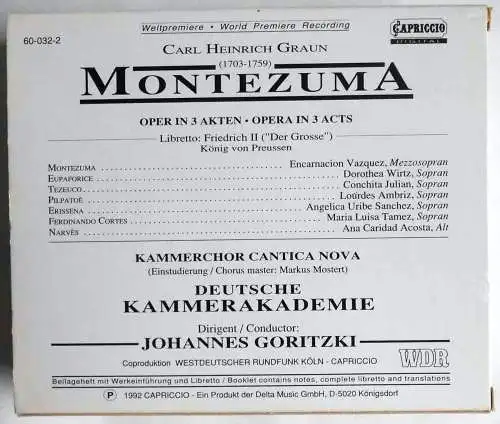 Weltpremiere • World Premiere Recording
60-032-2
CAPRICCIO
DIGITAL
CARL HEINRICH GRAUN
(1703-1759)
MONTEZUMA
OPER IN 3 AKTEN • OPERA IN 3 ACTS
Libretto: Friedrich II ("Der Grosse")
König von Preussen
MONTEZUMA Encarnacion Vazquez, Mezzosopran
EUPAFORICE Dorothea Wirtz, Sopran
TEZEUCO Conchita Julian, Sopran
PILPATOÈ Lourdes Ambriz, Sopran
ERISSENA Angelica Uribe Sanchez, Sopran
FERDINANDO CORTES Maria Luisa Tamez, Sopran
NARVÈS Ana Caridad Acosta, Alt
KAMMERCHOR CANTICA NOVA
(Einstudierung / Chorus master: Markus Mostert)
DEUTSCHE
KAMMERAKADEMIE
Dirigent / Conductor:
JOHANNES GORITZKI
Coproduktion WESTDEUTSCHER RUNDFUNK KÖLN - CAPRICCIO
WDR
Beilageheft mit Werkeinführung und Libretto / Booklet contains notes, complete libretto and translations
P 1992 CAPRICCIO - Ein Produkt der Delta Music GmbH, D-5020 Königsdorf